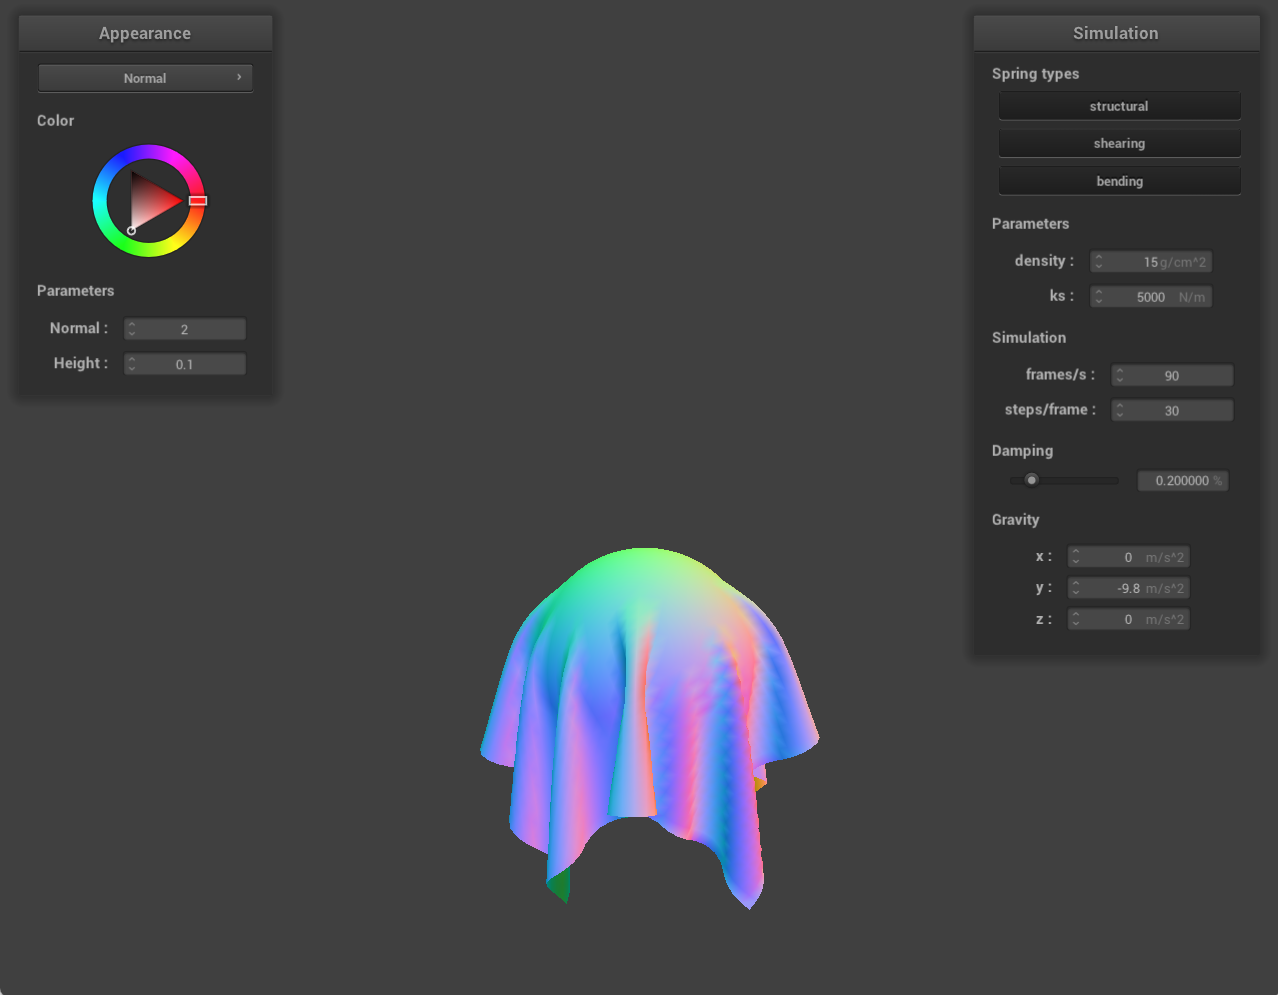 Appearance
Normal ›
Color
Parameters
Normal : 2
Height : 0.1
Simulation
Spring types
structural
shearing
bending
Parameters
density : 15 g/cm^2
ks : 5000 N/m
Simulation
frames/s : 90
steps/frame : 30
Damping
0.200000 %
Gravity
x : 0 m/s^2
y : -9.8 m/s^2
z : 0 m/s^2